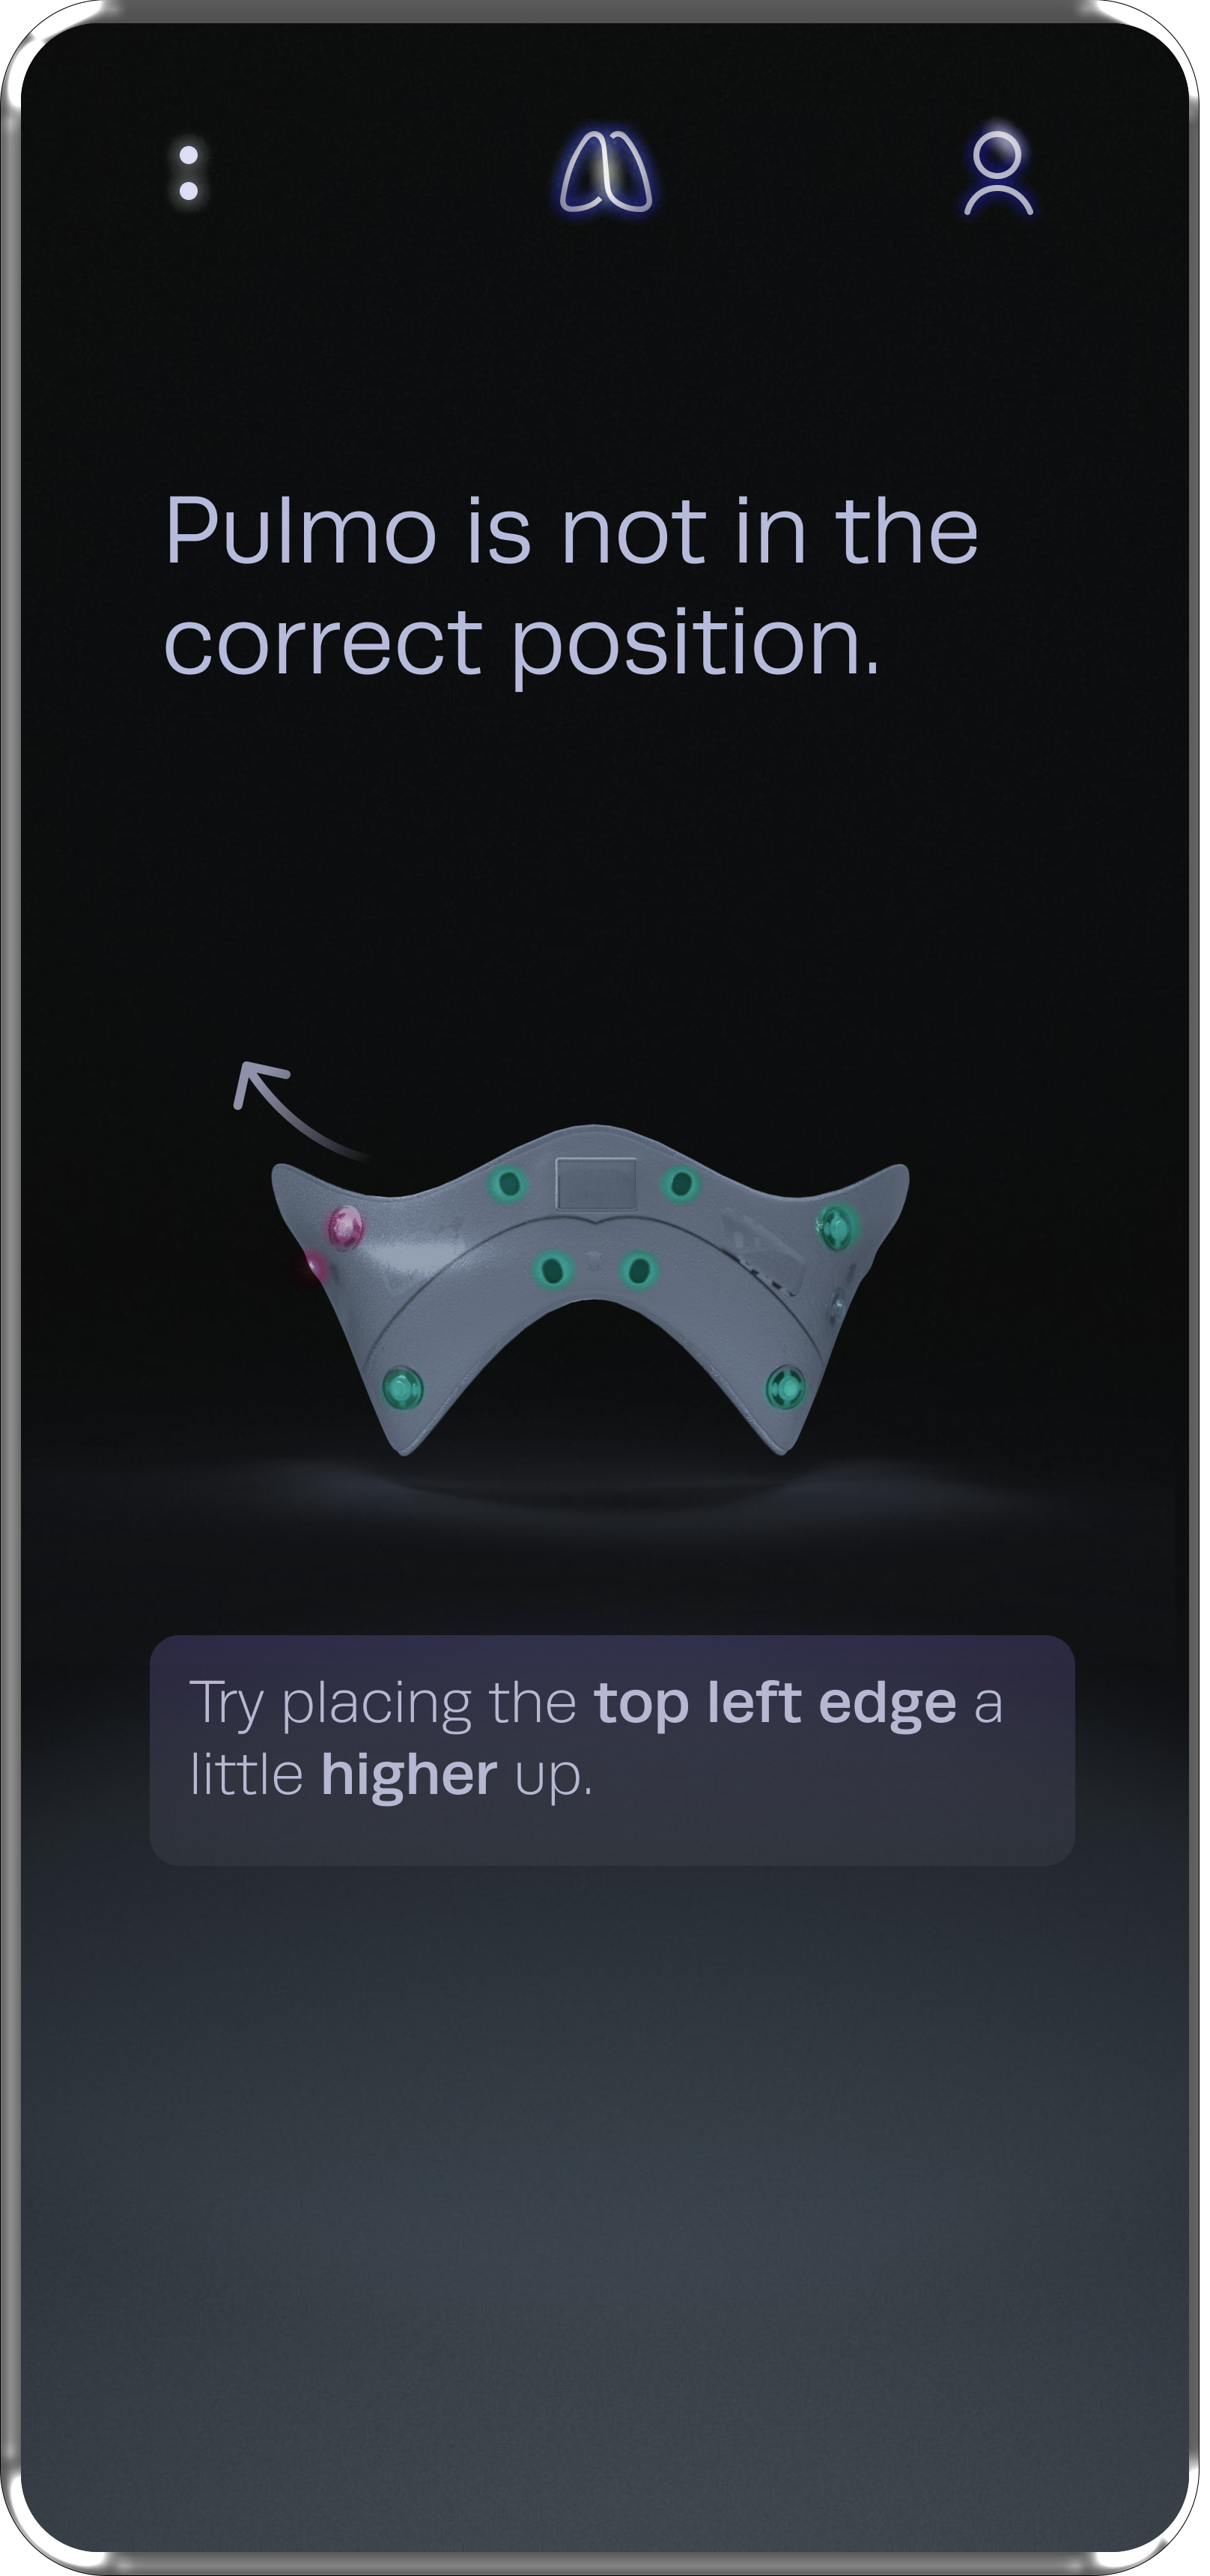 Pulmo is not in the
correct position.
Try placing the top left edge a
little higher up.